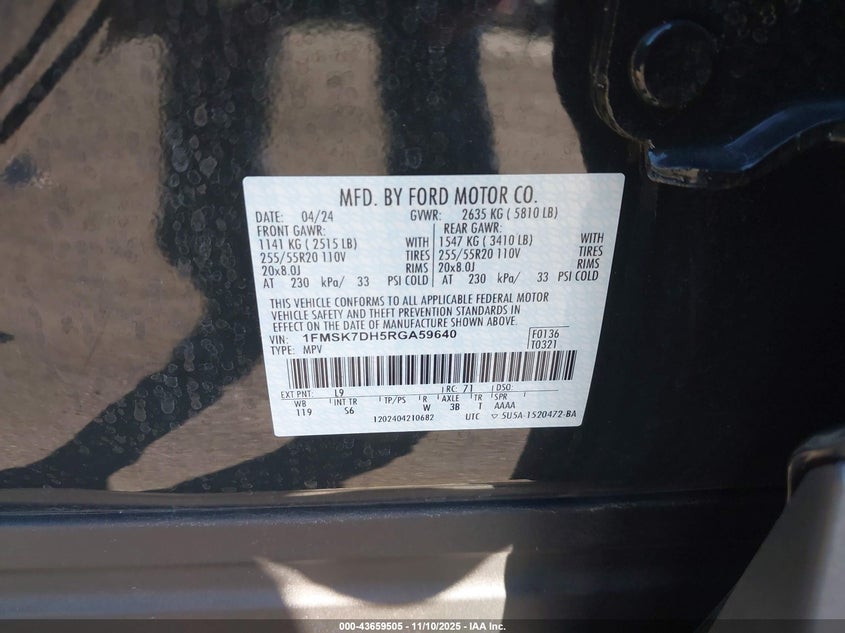 MFD. BY FORD MOTOR CO.
DATE: 04/24 GVWR: 2635 KG ( 5810 LB)
FRONT GAWR: REAR GAWR:
1141 KG ( 2515 LB) WITH 1547 KG ( 3410 LB) WITH
255/55R20 110V TIRES 255/55R20 110V TIRES
20x8.0J RIMS 20x8.0J RIMS
AT 230 kPa/ 33 PSI COLD AT 230 kPa/ 33 PSI COLD
THIS VEHICLE CONFORMS TO ALL APPLICABLE FEDERAL MOTOR
VEHICLE SAFETY AND THEFT PREVENTION STANDARDS IN
EFFECT ON THE DATE OF MANUFACTURE SHOWN ABOVE.
VIN: 1FMSK7DH5RGA59640 F0136
TYPE: MPV T0321
EXT PNT: L9 RC: 71 DSO:
WB INT TR TP/PS R AXLE TR SPR
119 S6 W 3B T AAAA
1202404210682 UTC ▽ 5U5A-1520472-BA
000-43659505 — 11/10/2025 — IAA Inc.